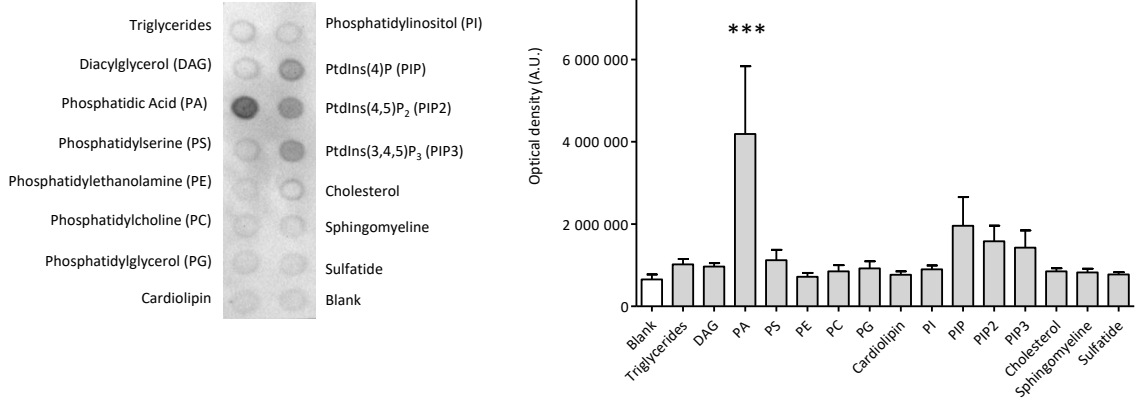 Triglycerides
Diacylglycerol (DAG)
Phosphatidic Acid (PA)
Phosphatidylserine (PS)
Phosphatidylethanolamine (PE)
Phosphatidylcholine (PC)
Phosphatidylglycerol (PG)
Cardiolipin
Phosphatidylinositol (PI)
PtdIns(4)P (PIP)
PtdIns(4,5)P₂ (PIP2)
PtdIns(3,4,5)P₃ (PIP3)
Cholesterol
Sphingomyeline
Sulfatide
Blank
Optical density (A.U.)
6 000 000
4 000 000
2 000 000
0
***
Blank
Triglycerides
DAG
PA
PS
PE
PC
PG
Cardiolipin
PI
PIP
PIP2
PIP3
Cholesterol
Sphingomyeline
Sulfatide